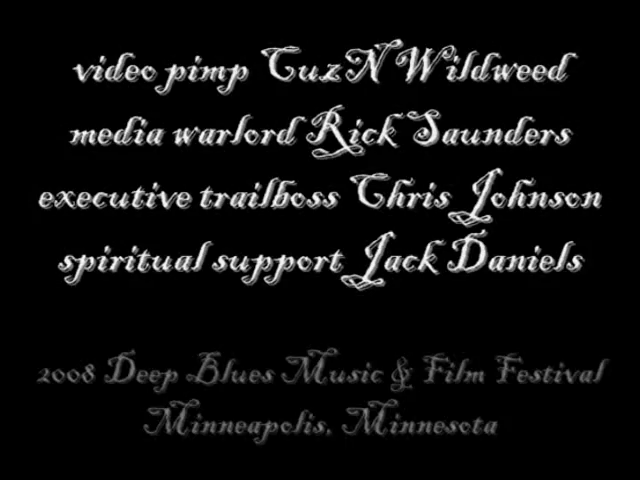 video pimp CuzN Wildweed
media warlord Rick Saunders
executive trailboss Chris Johnson
spiritual support Jack Daniels
2008 Deep Blues Music & Film Festival
Minneapolis, Minnesota